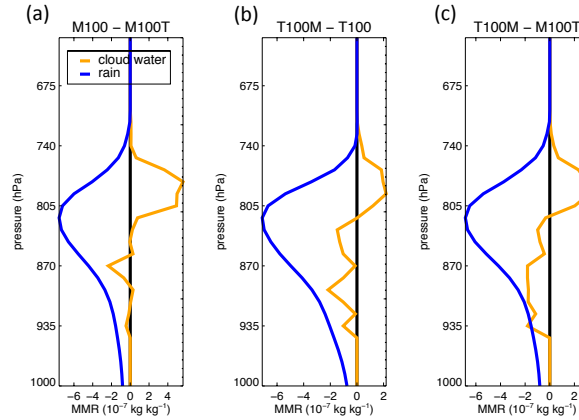 (a)
M100 – M100T
cloud water
rain
pressure (hPa)
675
740
805
870
935
1000
−6 −4 −2 0 2 4
MMR (10⁻⁷ kg kg⁻¹)
(b)
T100M – T100
pressure (hPa)
675
740
805
870
935
1000
−6 −4 −2 0 2
MMR (10⁻⁷ kg kg⁻¹)
(c)
T100M – M100T
pressure (hPa)
675
740
805
870
935
1000
−6 −4 −2 0
MMR (10⁻⁷ kg kg⁻¹)